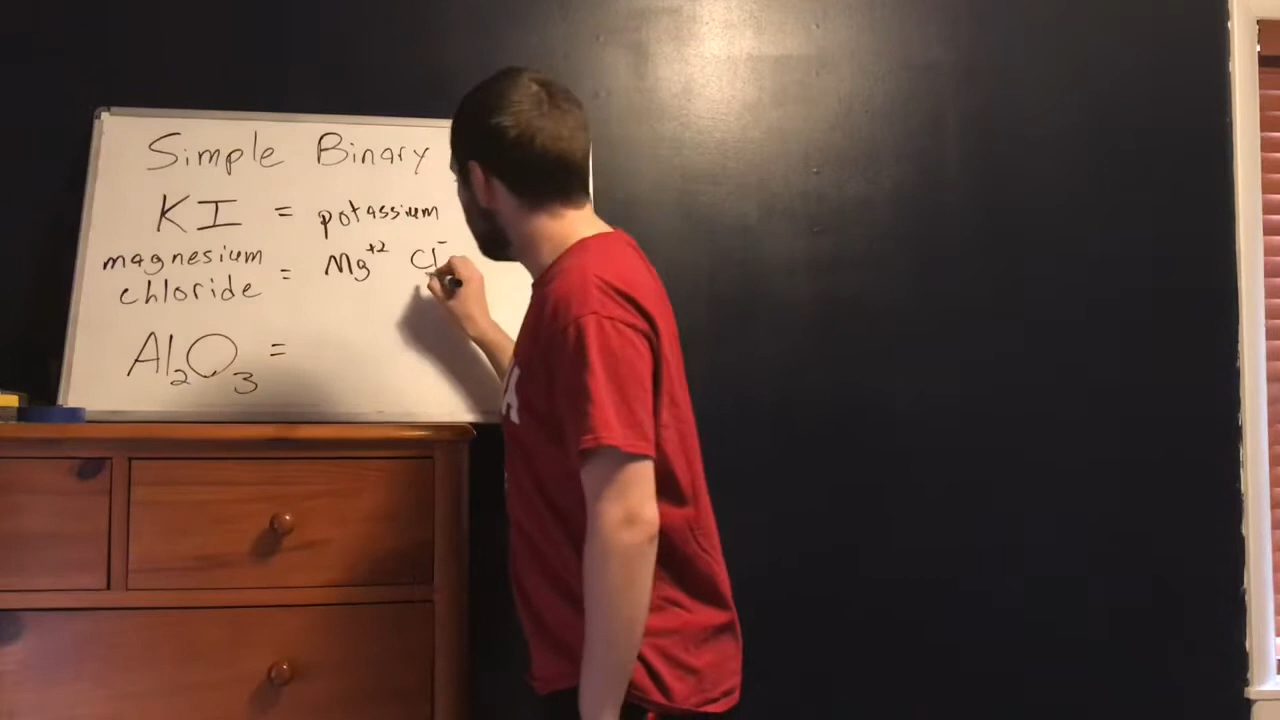 Simple Binary
KI = potassium
magnesium chloride = Mg+2 Cl-
Al2O3 =